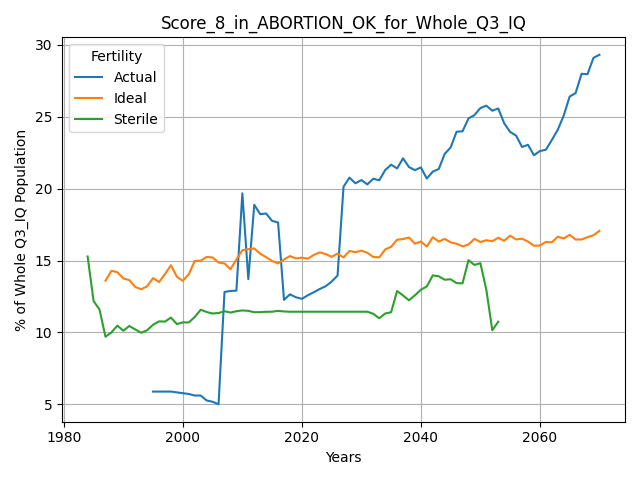 Score_8_in_ABORTION_OK_for_Whole_Q3_IQ
Fertility
Actual
Ideal
Sterile
% of Whole Q3_IQ Population
30
25
20
15
10
5
1980 2000 2020 2040 2060
Years